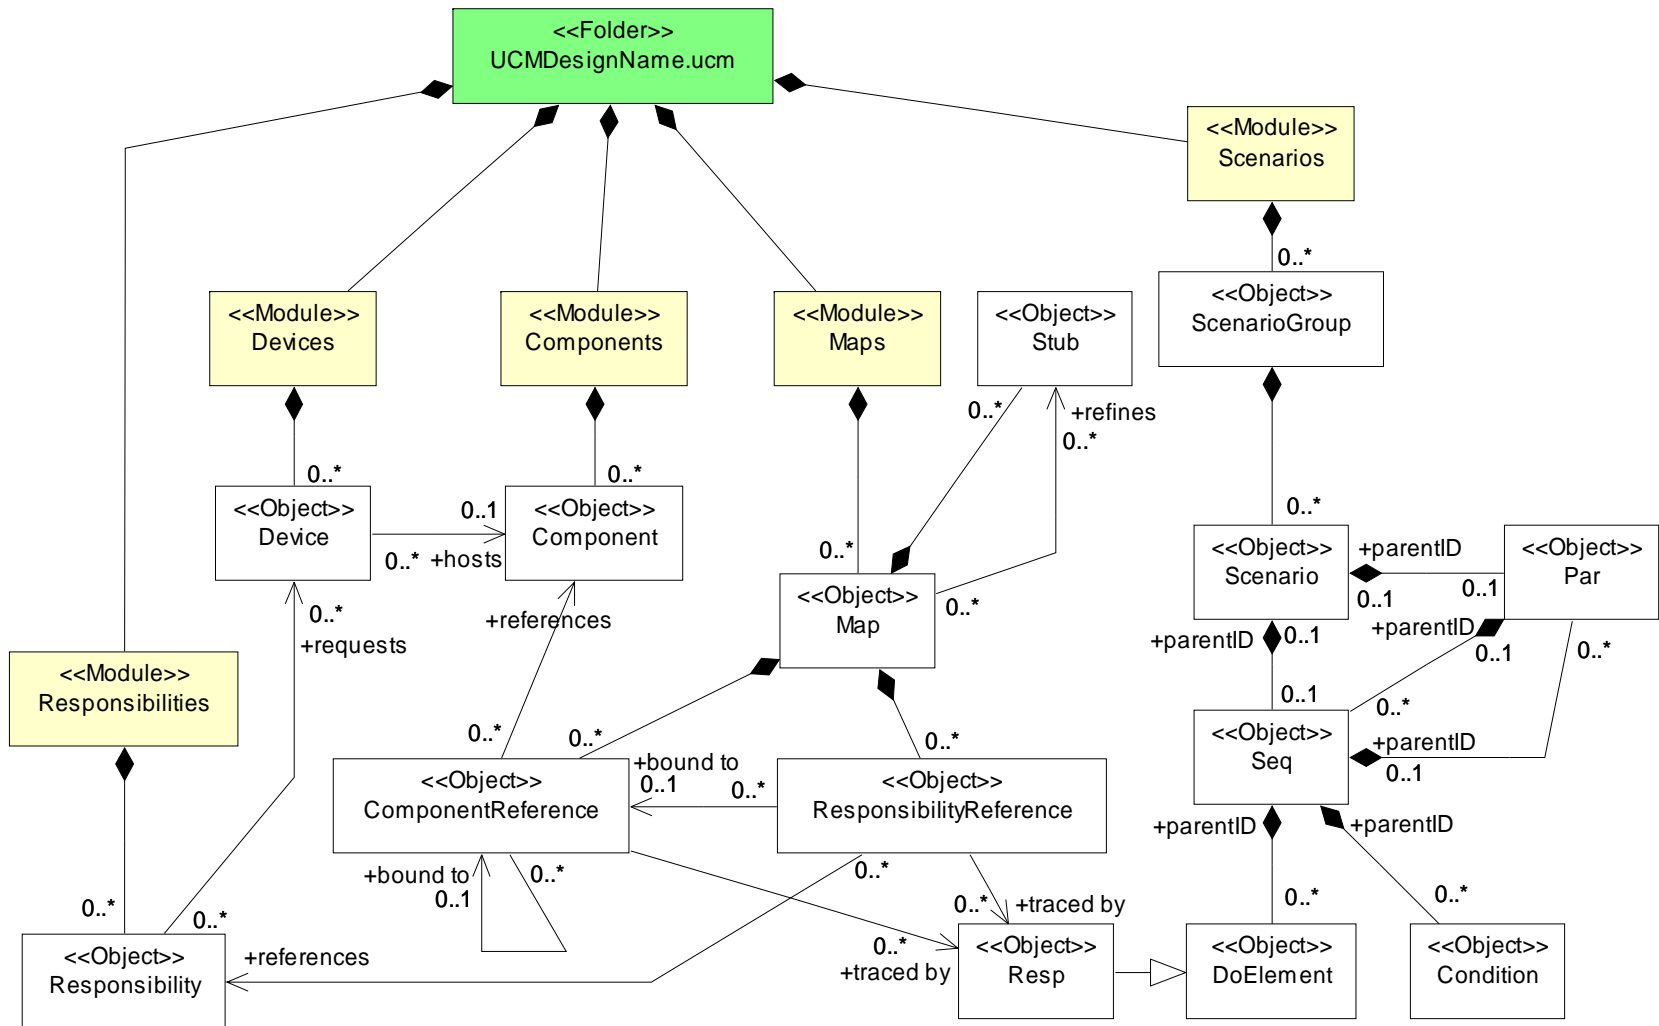 <<Folder>>
UCMDesignName.ucm
<<Module>>
Scenarios
0..*
<<Object>>
ScenarioGroup
<<Module>>
Devices
<<Module>>
Components
<<Module>>
Maps
<<Object>>
Stub
0..*
+refines
0..*
0..*
0..*
<<Object>>
Device
0..1
0..*
+hosts
<<Object>>
Component
0..*
<<Object>>
Map
0..*
0..*
<<Object>>
Scenario
+parentID
0..1
0..1
<<Object>>
Par
0..*
+requests
+references
+parentID
0..1
+parentID
0..1
0..*
<<Module>>
Responsibilities
0..1
0..*
<<Object>>
Seq
+parentID
0..1
0..*
0..*
0..*
<<Object>>
ComponentReference
+bound to
0..1
0..*
<<Object>>
ResponsibilityReference
+parentID
+parentID
+bound to
0..1
0..*
0..*
0..*
0..*
0..*
+traced by
0..*
0..*
<<Object>>
Responsibility
+references
0..*
+traced by
<<Object>>
Resp
<<Object>>
DoElement
<<Object>>
Condition